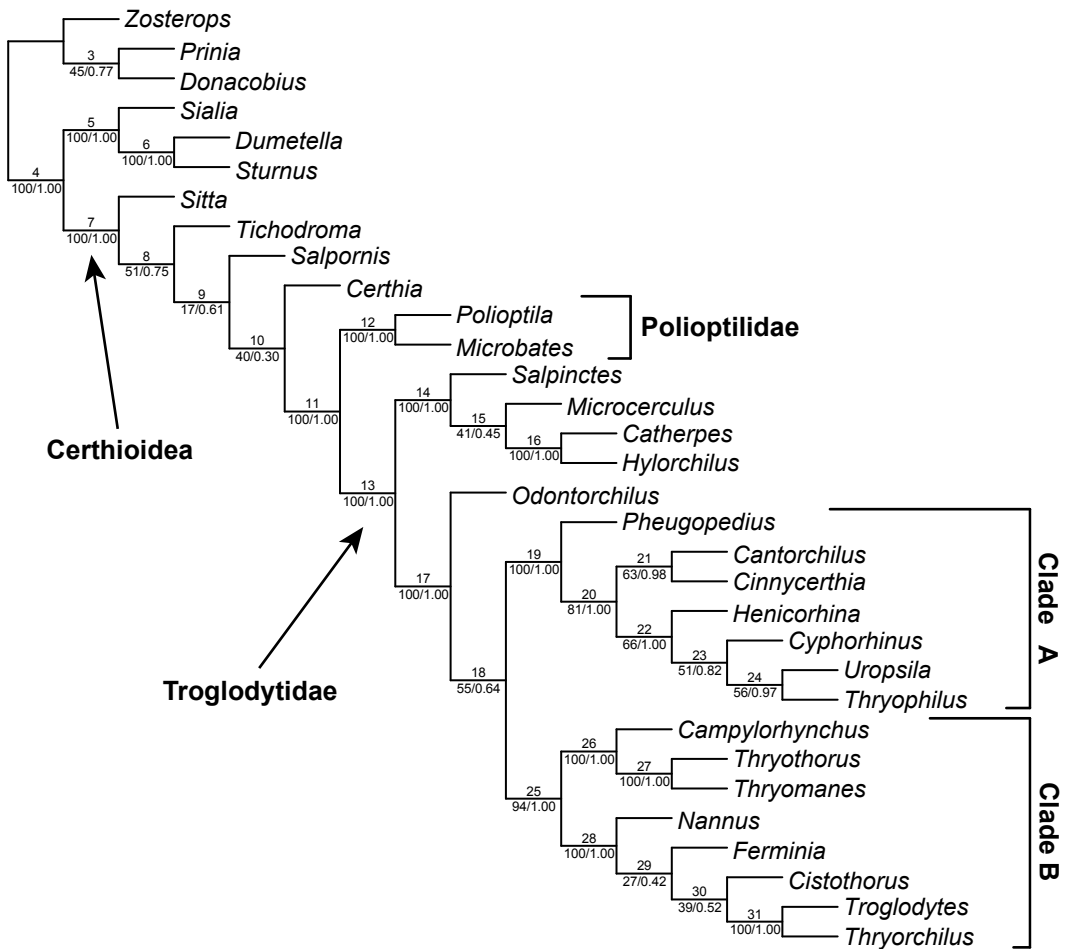 Zosterops
3
45/0.77
Prinia
Donacobius
4
100/1.00
5
100/1.00
Sialia
6
100/1.00
Dumetella
Sturnus
7
100/1.00
Sitta
8
51/0.75
Tichodroma
9
17/0.61
Salpornis
10
40/0.30
Certhia
11
100/1.00
12
100/1.00
Polioptila
Microbates
Polioptilidae
Certhioidea
13
100/1.00
14
100/1.00
Salpinctes
15
41/0.45
Microcerculus
16
100/1.00
Catherpes
Hylorchilus
Troglodytidae
17
100/1.00
Odontorchilus
18
55/0.64
19
100/1.00
Pheugopedius
20
81/1.00
21
63/0.98
Cantorchilus
Cinnycerthia
22
66/1.00
Henicorhina
23
51/0.82
Cyphorhinus
24
56/0.97
Uropsila
Thryophilus
Clade A
25
94/1.00
26
100/1.00
Campylorhynchus
27
100/1.00
Thryothorus
Thryomanes
28
100/1.00
Nannus
29
27/0.42
Ferminia
30
39/0.52
Cistothorus
31
100/1.00
Troglodytes
Thryorchilus
Clade B